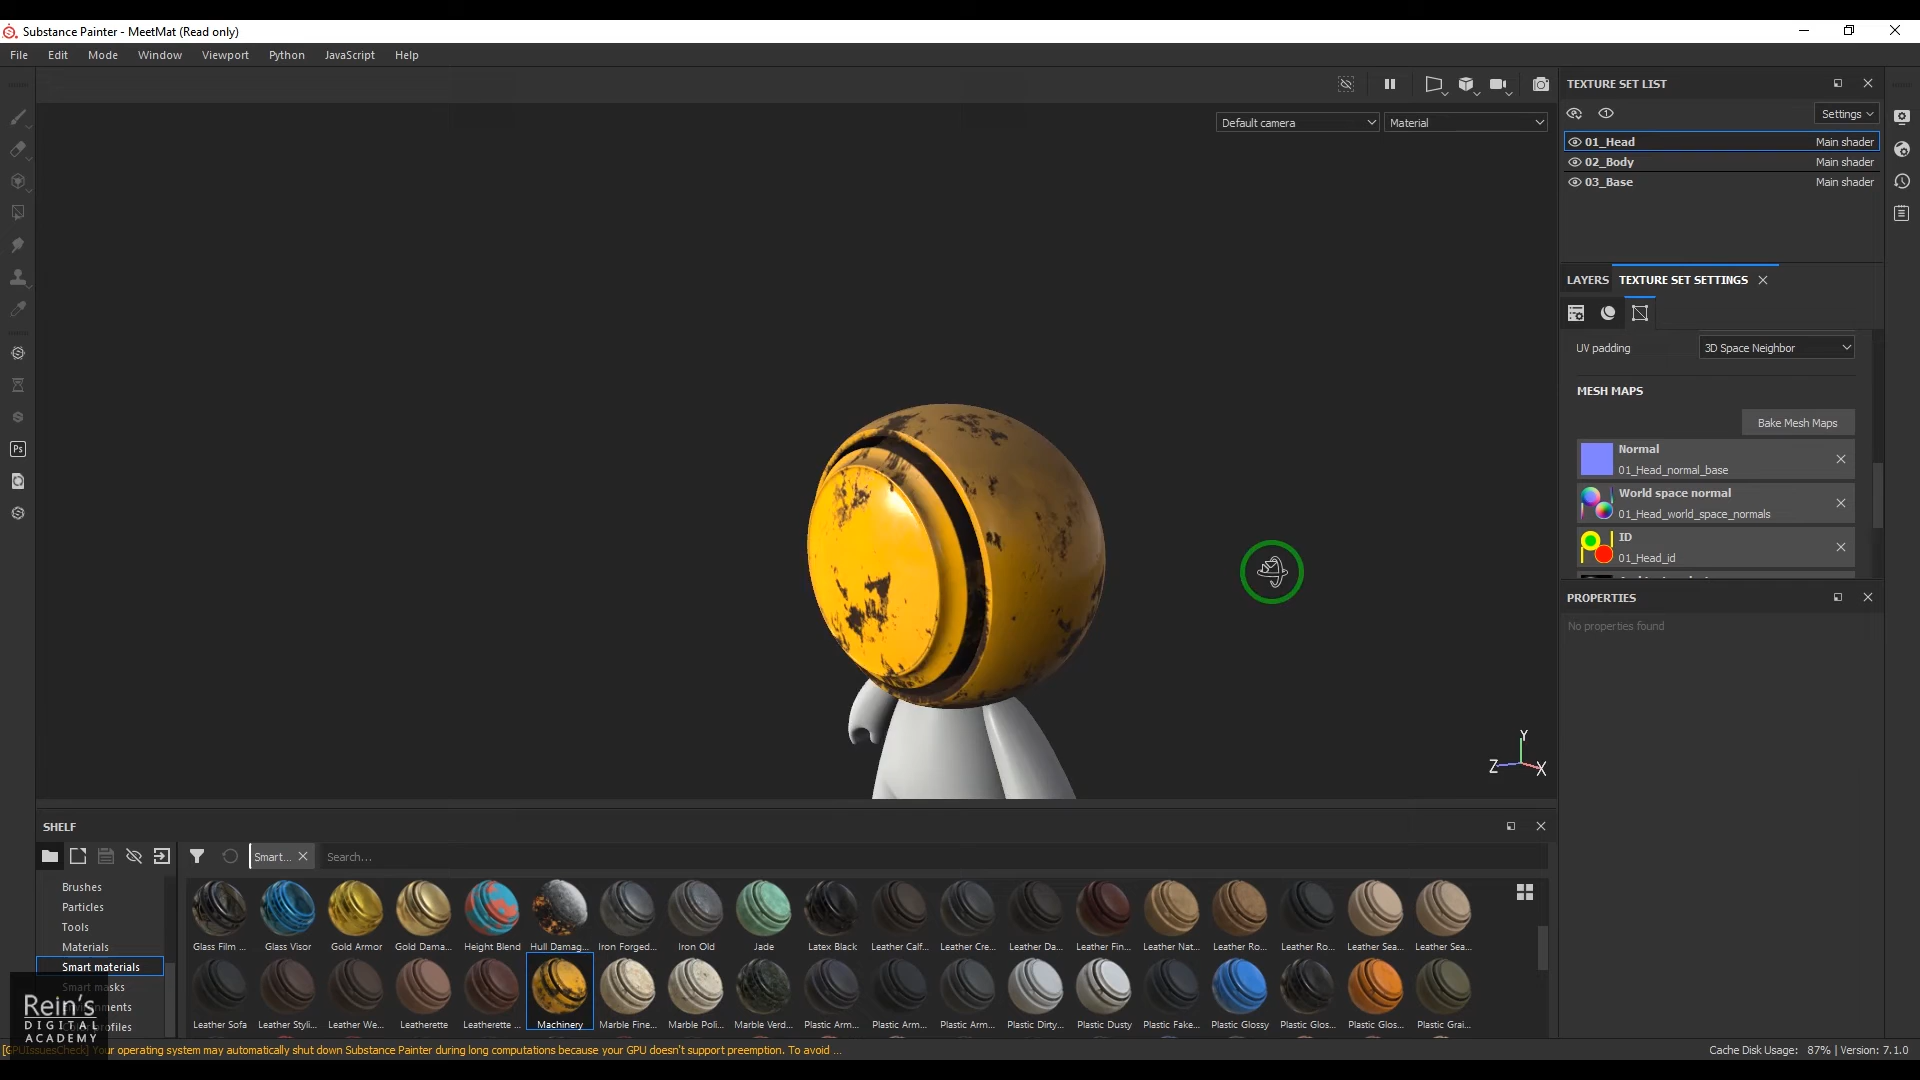 Substance Painter - MeetMat (Read only)
File Edit Mode Window Viewport Python JavaScript Help
Default camera
Material
TEXTURE SET LIST
Settings
01_Head Main shader
02_Body Main shader
03_Base Main shader
LAYERS TEXTURE SET SETTINGS
UV padding 3D Space Neighbor
MESH MAPS
Bake Mesh Maps
Normal
01_Head_normal_base
World space normal
01_Head_world_space_normals
ID
01_Head_id
PROPERTIES
No properties found
Y
Z
X
SHELF
Smart... Search...
Brushes
Particles
Tools
Materials
Smart materials
Glass Film ... Glass Visor Gold Armor Gold Dama... Height Blend Hull Damag... Iron Forged... Iron Old Jade Latex Black Leather Calf... Leather Cre... Leather Da... Leather Fin... Leather Nat... Leather Ro... Leather Ro... Leather Sea... Leather Sea...
Leather Sofa Leather Styli... Leather We... Leatherette Leatherette ... Machinery Marble Fine... Marble Poli... Marble Verd... Plastic Arm... Plastic Arm... Plastic Arm... Plastic Dirty... Plastic Dusty Plastic Fake... Plastic Glossy Plastic Glos... Plastic Glos... Plastic Grai...
Ps
Rein's
DIGITAL
ACADEMY
[GPUIssuesCheck] Your operating system may automatically shut down Substance Painter during long computations because your GPU doesn't support preemption. To avoid ...
Cache Disk Usage: 87% | Version: 7.1.0